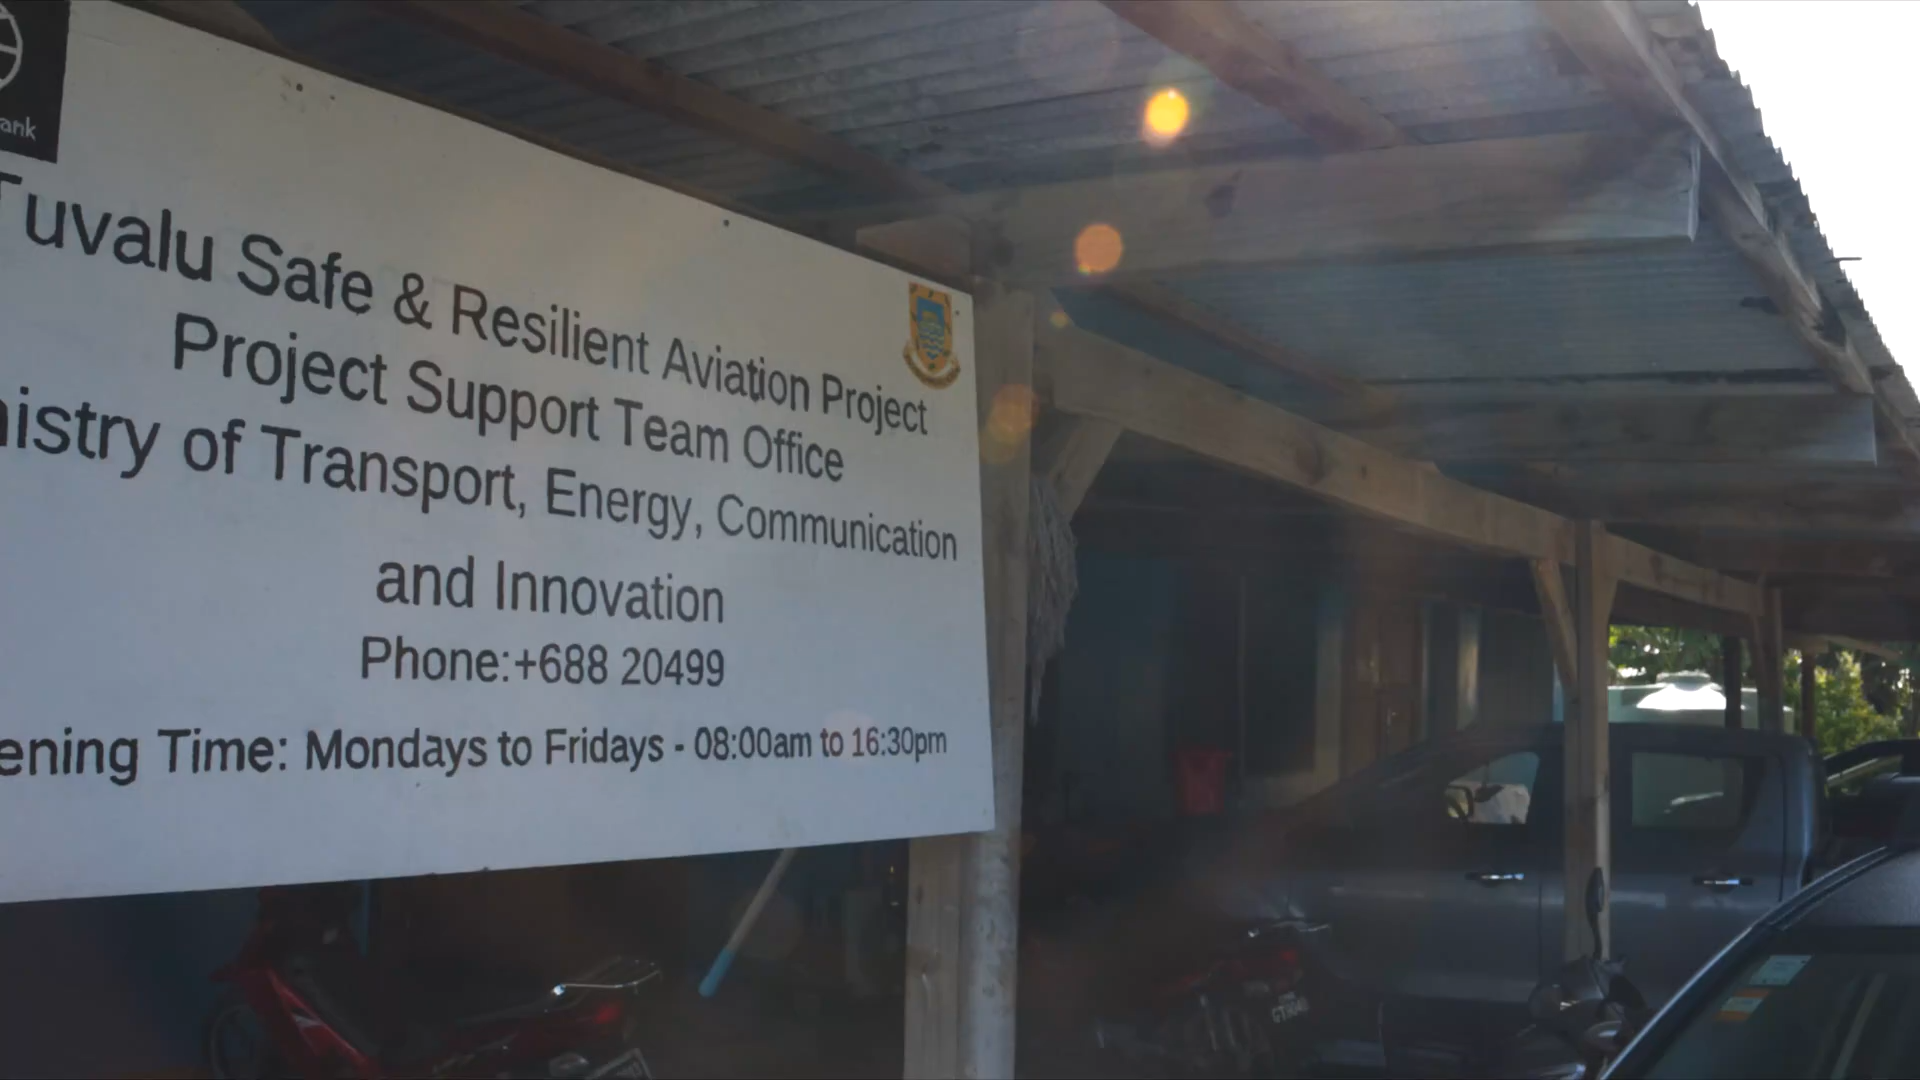 ank
Tuvalu Safe & Resilient Aviation Project
Project Support Team Office
nistry of Transport, Energy, Communication
and Innovation
Phone:+688 20499
ening Time: Mondays to Fridays - 08:00am to 16:30pm